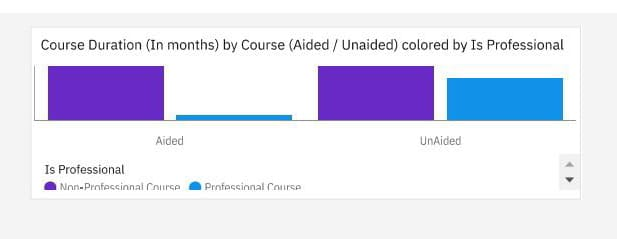 Course Duration (In months) by Course (Aided / Unaided) colored by Is Professional
Aided UnAided
Is Professional
Non-Professional Course Professional Course